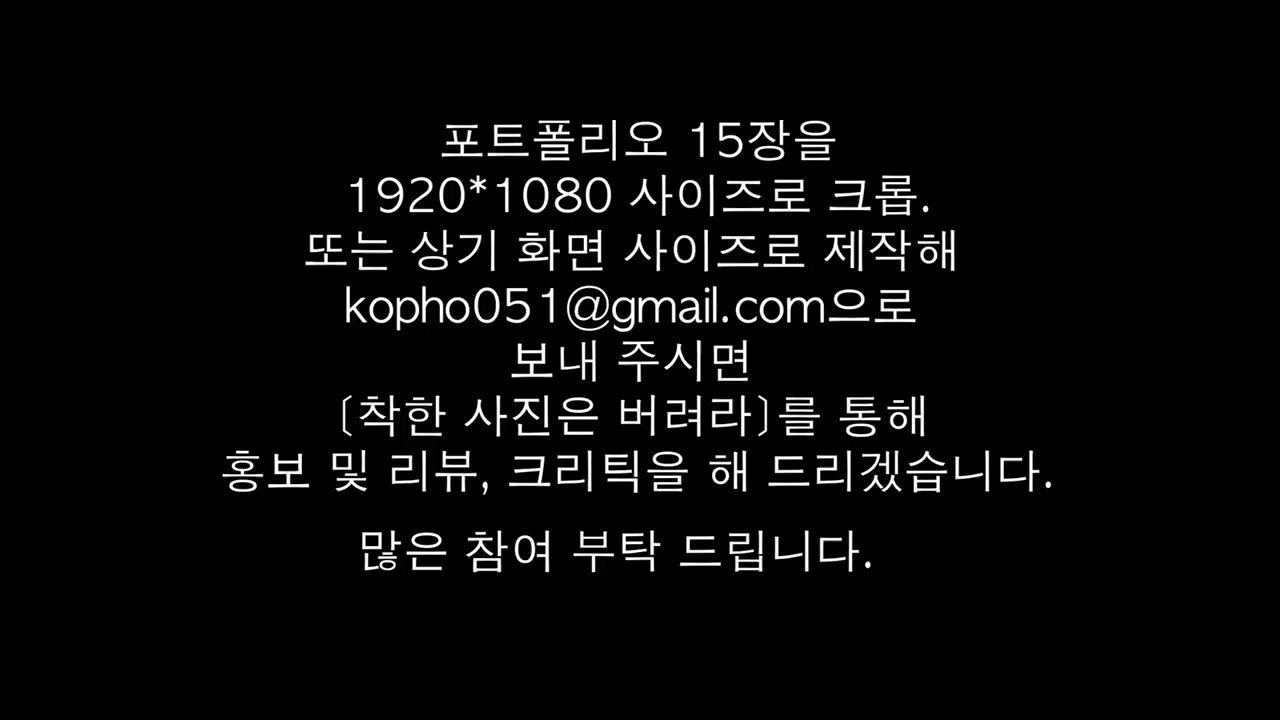 포트폴리오 15장을
1920*1080 사이즈로 크롭.
또는 상기 화면 사이즈로 제작해
kopho051@gmail.com으로
보내 주시면
〔착한 사진은 버려라〕를 통해
홍보 및 리뷰, 크리틱을 해 드리겠습니다.
많은 참여 부탁 드립니다.